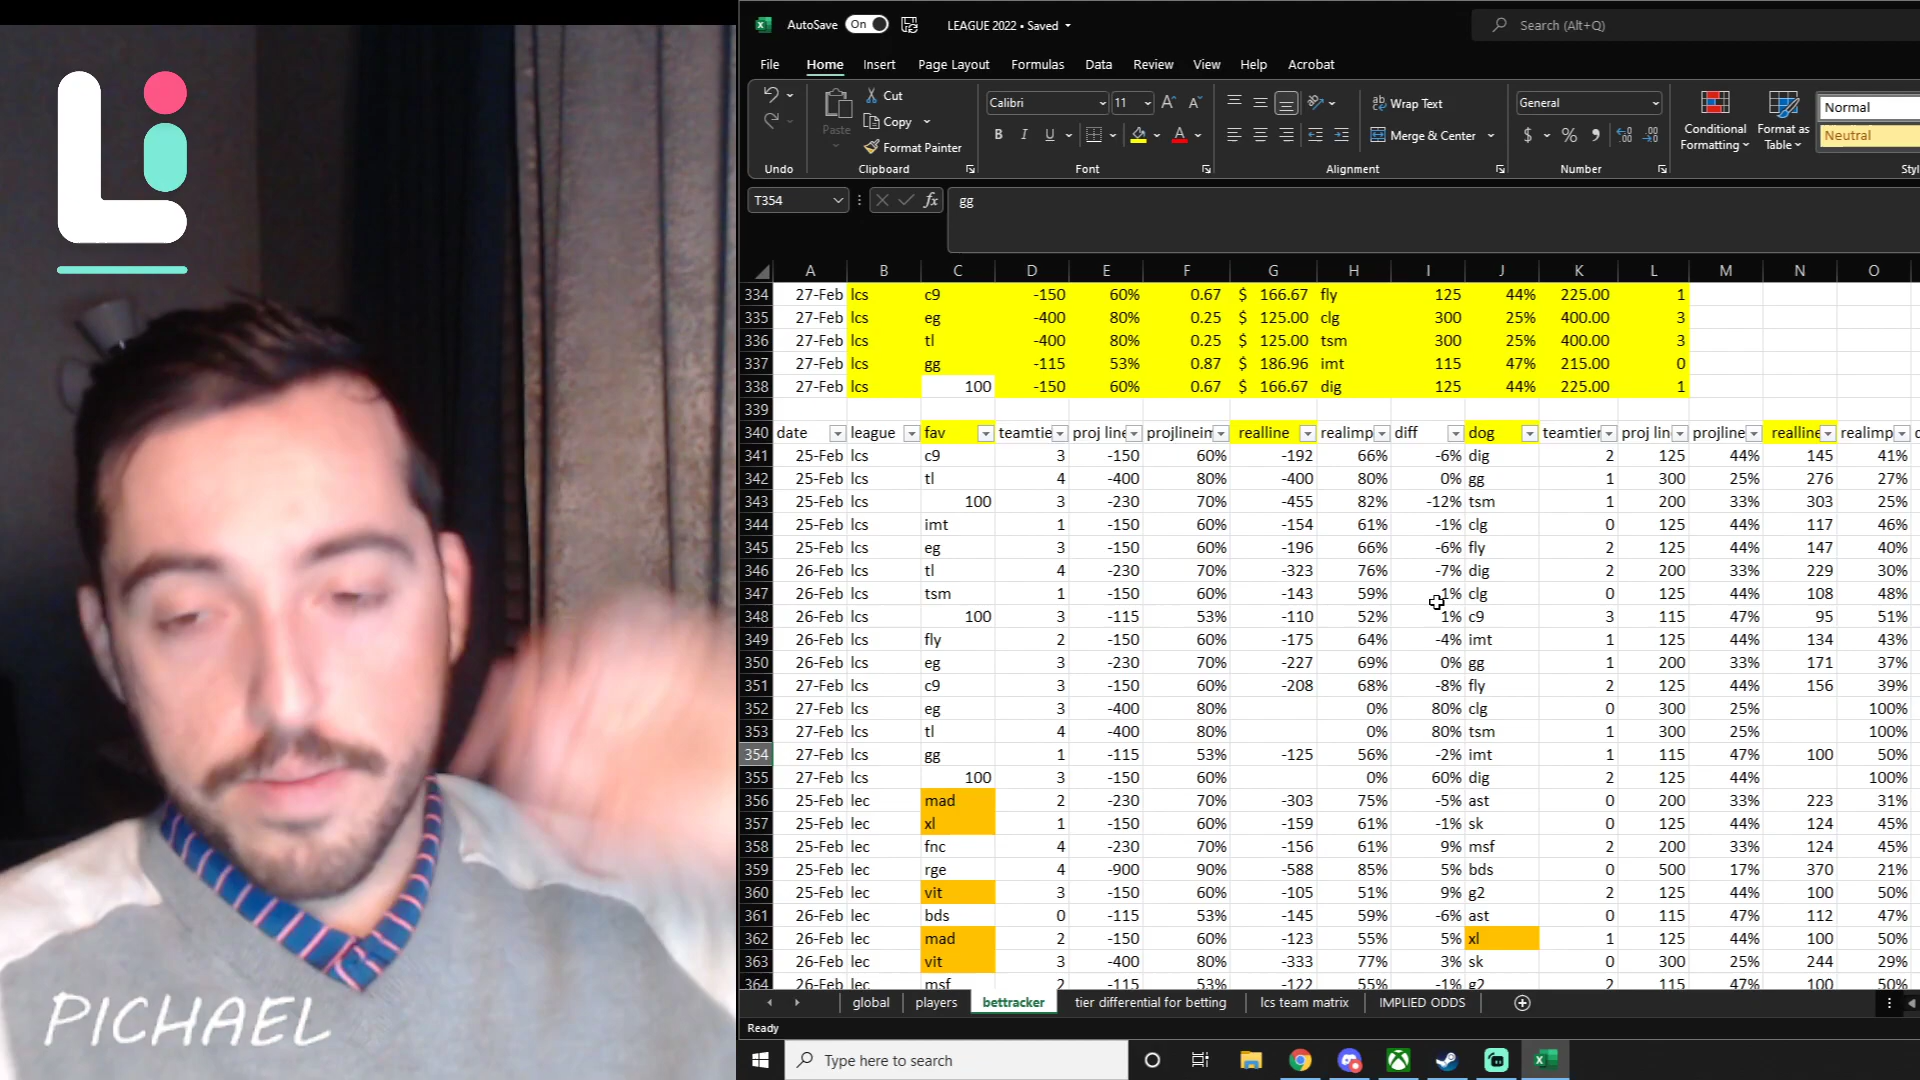 AutoSave On LEAGUE 2022 • Saved Search (Alt+Q)
File Home Insert Page Layout Formulas Data Review View Help Acrobat
Paste Cut Copy Format Painter Calibri 11 Wrap Text Merge & Center General Conditional Formatting Format as Table Normal Neutral
Undo Clipboard Font Alignment Number Styl
T354 fx gg
A B C D E F G H I J K L M N O
334 27-Feb lcs c9 -150 60% 0.67 $ 166.67 fly 125 44% 225.00 1
335 27-Feb lcs eg -400 80% 0.25 $ 125.00 clg 300 25% 400.00 3
336 27-Feb lcs tl -400 80% 0.25 $ 125.00 tsm 300 25% 400.00 3
337 27-Feb lcs gg -115 53% 0.87 $ 186.96 imt 115 47% 215.00 0
338 27-Feb lcs 100 -150 60% 0.67 $ 166.67 dig 125 44% 225.00 1
339
340 date league fav teamtie proj line projlinein realline realimp diff dog teamtier proj lin projline realline realimp
341 25-Feb lcs c9 3 -150 60% -192 66% -6% dig 2 125 44% 145 41%
342 25-Feb lcs tl 4 -400 80% -400 80% 0% gg 1 300 25% 276 27%
343 25-Feb lcs 100 3 -230 70% -455 82% -12% tsm 1 200 33% 303 25%
344 25-Feb lcs imt 1 -150 60% -154 61% -1% clg 0 125 44% 117 46%
345 25-Feb lcs eg 3 -150 60% -196 66% -6% fly 2 125 44% 147 40%
346 26-Feb lcs tl 4 -230 70% -323 76% -7% dig 2 200 33% 229 30%
347 26-Feb lcs tsm 1 -150 60% -143 59% 1% clg 0 125 44% 108 48%
348 26-Feb lcs 100 3 -115 53% -110 52% 1% c9 3 115 47% 95 51%
349 26-Feb lcs fly 2 -150 60% -175 64% -4% imt 1 125 44% 134 43%
350 26-Feb lcs eg 3 -230 70% -227 69% 0% gg 1 200 33% 171 37%
351 27-Feb lcs c9 3 -150 60% -208 68% -8% fly 2 125 44% 156 39%
352 27-Feb lcs eg 3 -400 80% 0% 80% clg 0 300 25% 100%
353 27-Feb lcs tl 4 -400 80% 0% 80% tsm 1 300 25% 100%
354 27-Feb lcs gg 1 -115 53% -125 56% -2% imt 1 115 47% 100 50%
355 27-Feb lcs 100 3 -150 60% 0% 60% dig 2 125 44% 100%
356 25-Feb lec mad 2 -230 70% -303 75% -5% ast 0 200 33% 223 31%
357 25-Feb lec xl 1 -150 60% -159 61% -1% sk 0 125 44% 124 45%
358 25-Feb lec fnc 4 -230 70% -156 61% 9% msf 2 200 33% 124 45%
359 25-Feb lec rge 4 -900 90% -588 85% 5% bds 0 500 17% 370 21%
360 25-Feb lec vit 3 -150 60% -105 51% 9% g2 2 125 44% 100 50%
361 26-Feb lec bds 0 -115 53% -145 59% -6% ast 0 115 47% 112 47%
362 26-Feb lec mad 2 -150 60% -123 55% 5% xl 1 125 44% 100 50%
363 26-Feb lec vit 3 -400 80% -333 77% 3% sk 0 300 25% 244 29%
364 26-Feb lec msf 2 -115 53% -122 55% -1% g2 2 115 47% 100 50%
global players bettracker tier differential for betting lcs team matrix IMPLIED ODDS
Ready
Type here to search
Li
PICHAEL